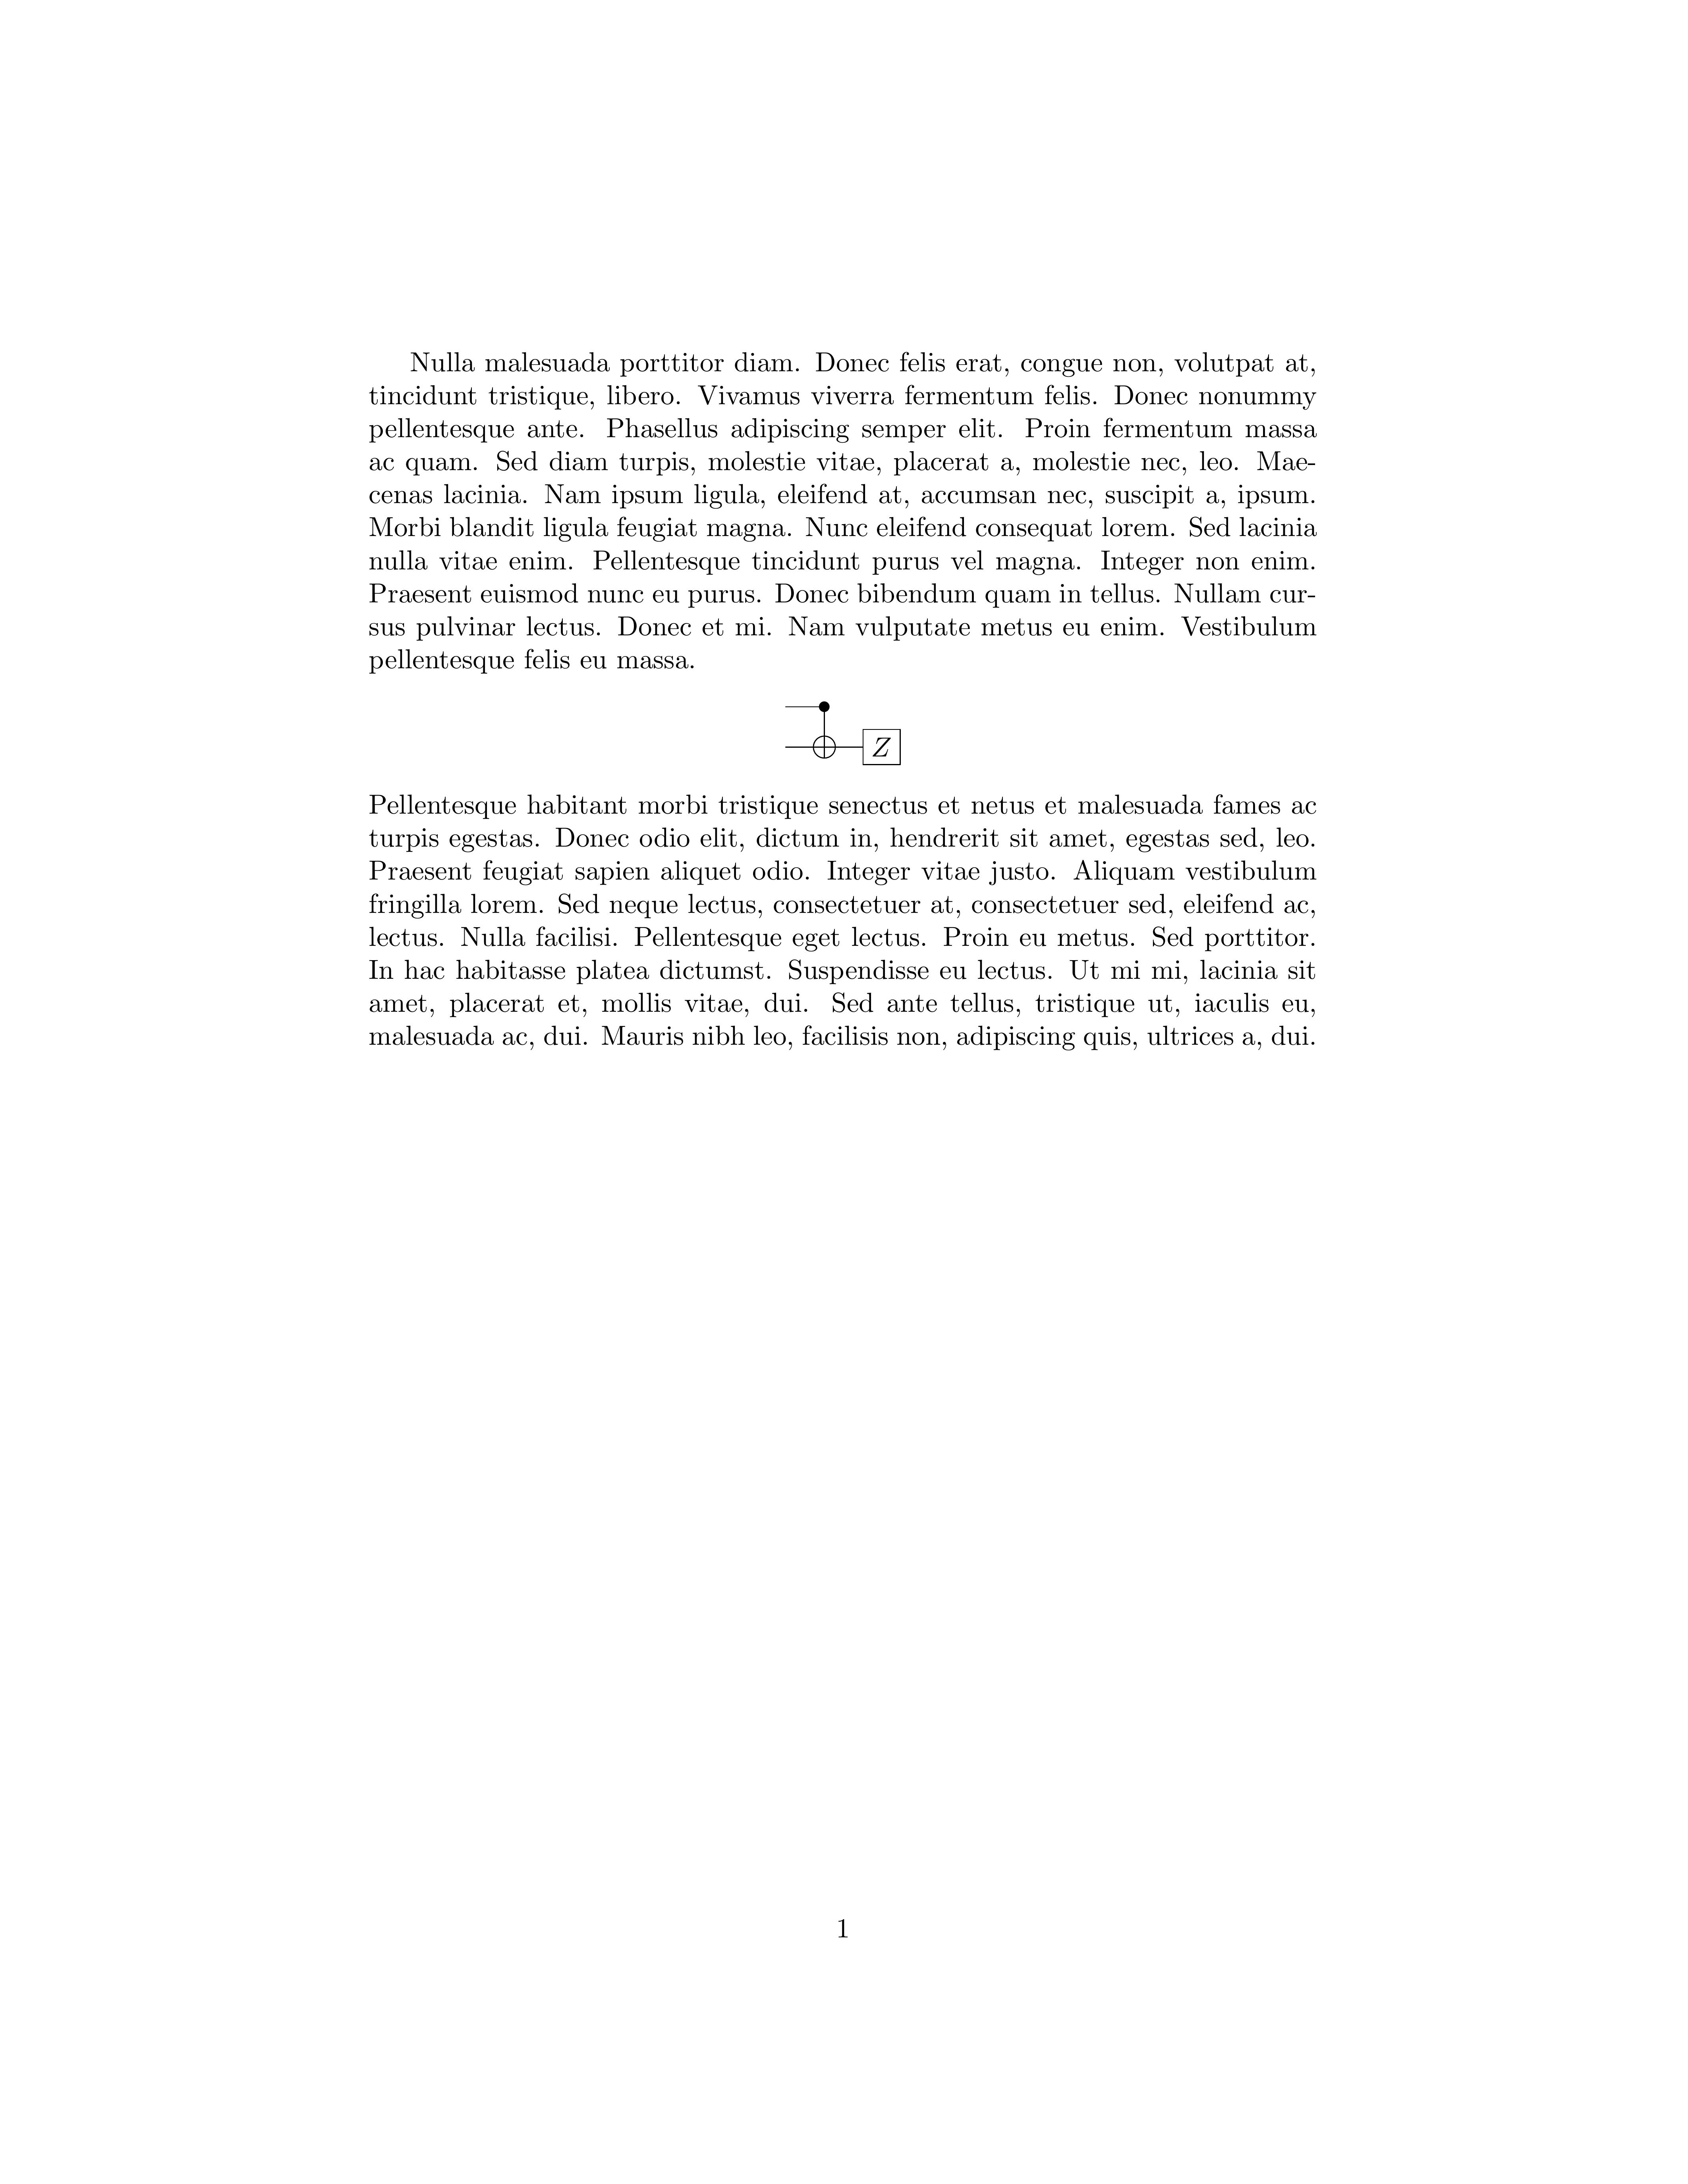 Nulla malesuada porttitor diam. Donec felis erat, congue non, volutpat at,
tincidunt tristique, libero. Vivamus viverra fermentum felis. Donec nonummy
pellentesque ante. Phasellus adipiscing semper elit. Proin fermentum massa
ac quam. Sed diam turpis, molestie vitae, placerat a, molestie nec, leo. Mae-
cenas lacinia. Nam ipsum ligula, eleifend at, accumsan nec, suscipit a, ipsum.
Morbi blandit ligula feugiat magna. Nunc eleifend consequat lorem. Sed lacinia
nulla vitae enim. Pellentesque tincidunt purus vel magna. Integer non enim.
Praesent euismod nunc eu purus. Donec bibendum quam in tellus. Nullam cur-
sus pulvinar lectus. Donec et mi. Nam vulputate metus eu enim. Vestibulum
pellentesque felis eu massa.
Z
Pellentesque habitant morbi tristique senectus et netus et malesuada fames ac
turpis egestas. Donec odio elit, dictum in, hendrerit sit amet, egestas sed, leo.
Praesent feugiat sapien aliquet odio. Integer vitae justo. Aliquam vestibulum
fringilla lorem. Sed neque lectus, consectetuer at, consectetuer sed, eleifend ac,
lectus. Nulla facilisi. Pellentesque eget lectus. Proin eu metus. Sed porttitor.
In hac habitasse platea dictumst. Suspendisse eu lectus. Ut mi mi, lacinia sit
amet, placerat et, mollis vitae, dui. Sed ante tellus, tristique ut, iaculis eu,
malesuada ac, dui. Mauris nibh leo, facilisis non, adipiscing quis, ultrices a, dui.
1